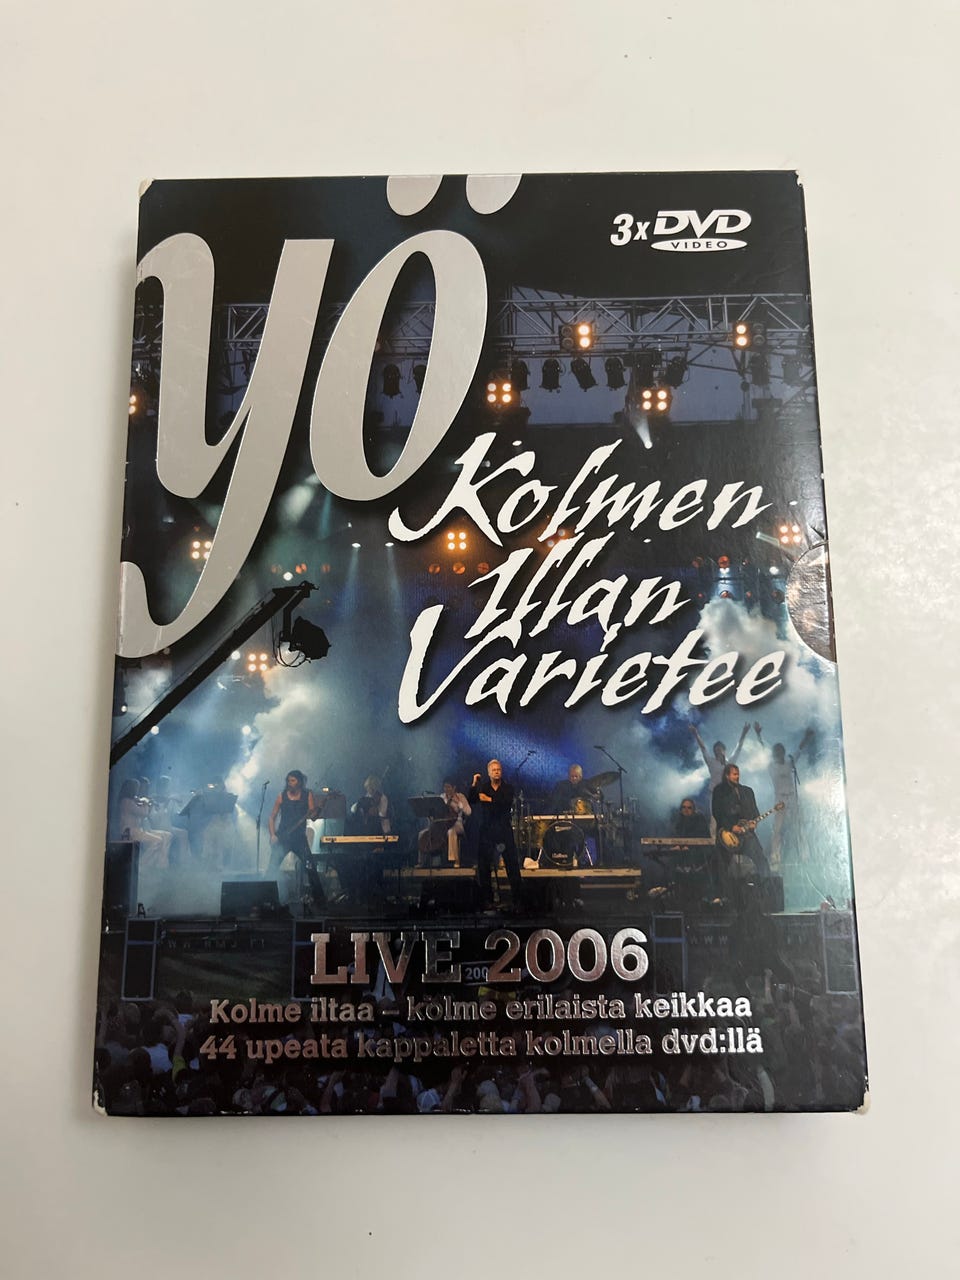 yö
3x DVD
VIDEO
Kolmen
Illan
Varietee
LIVE 2006
Kolme iltaa – kolme erilaista keikkaa
44 upeata kappaletta kolmella dvd:llä